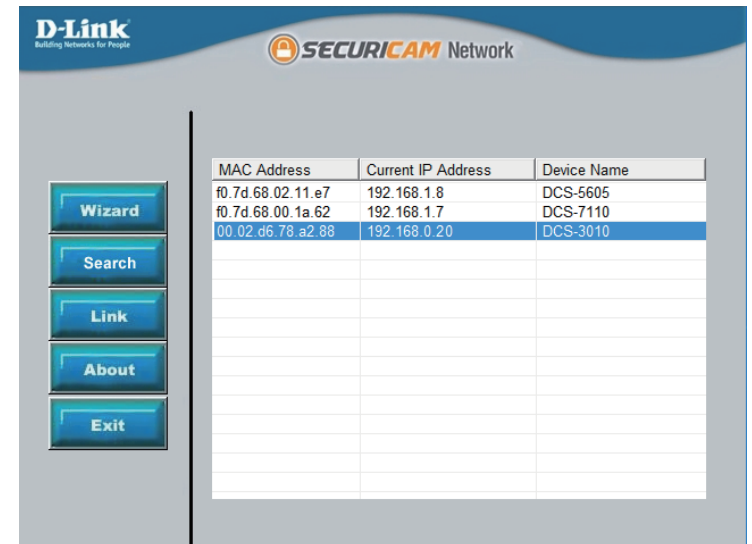 D-Link
Building Networks for People
SECURICAM Network
MAC Address Current IP Address Device Name
f0.7d.68.02.11.e7 192.168.1.8 DCS-5605
f0.7d.68.00.1a.62 192.168.1.7 DCS-7110
00.02.d6.78.a2.88 192.168.0.20 DCS-3010
Wizard
Search
Link
About
Exit